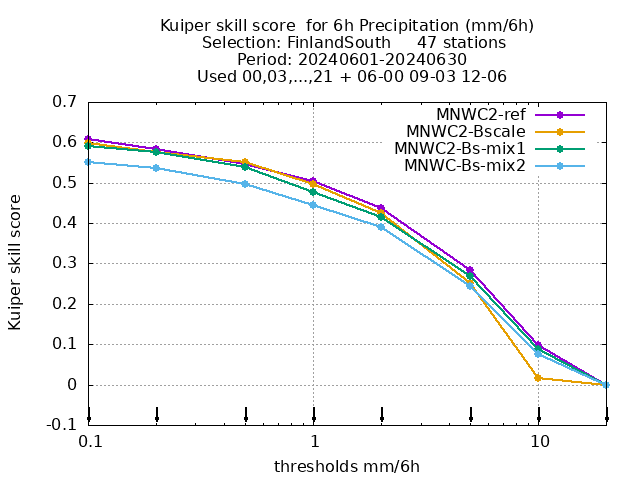 Kuiper skill score  for 6h Precipitation (mm/6h)
Selection: FinlandSouth     47 stations
Period: 20240601-20240630
Used 00,03,...,21 + 06-00 09-03 12-06
MNWC2-ref
MNWC2-Bscale
MNWC2-Bs-mix1
MNWC-Bs-mix2
0.7
0.6
0.5
0.4
0.3
0.2
0.1
0
-0.1
Kuiper skill score
0.1 1 10
thresholds mm/6h